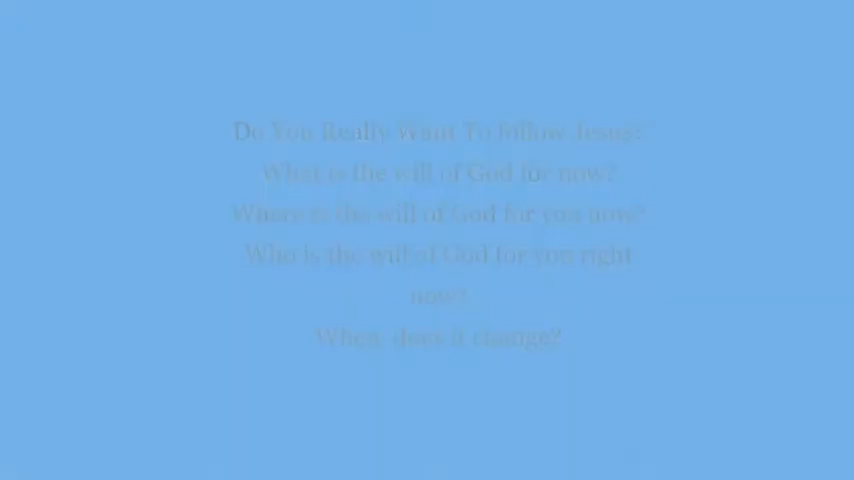 Do You Really Want To follow Jesus?
What is the will of God for now?
Where is the will of God for you now?
Who is the will of God for you right
now?
When does it change?